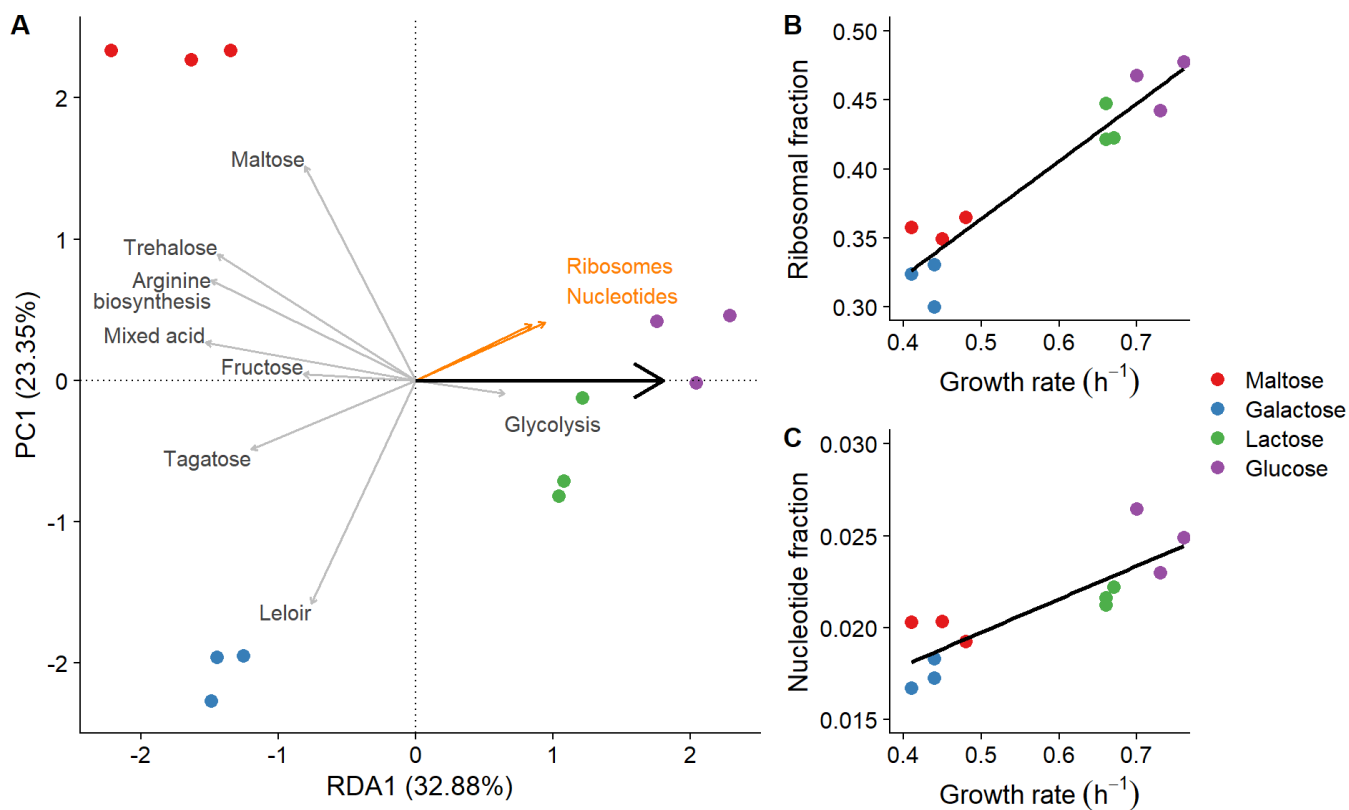 A
2
1
0
-1
-2
PC1 (23.35%)
Maltose
Trehalose
Arginine
biosynthesis
Mixed acid
Fructose
Tagatose
Leloir
Ribosomes
Nucleotides
Glycolysis
-2
-1
0
1
2
RDA1 (32.88%)
B
0.50
0.45
0.40
0.35
0.30
Ribosomal fraction
0.4
0.5
0.6
0.7
Growth rate (h⁻¹)
C
0.030
0.025
0.020
0.015
Nucleotide fraction
0.4
0.5
0.6
0.7
Growth rate (h⁻¹)
Maltose
Galactose
Lactose
Glucose